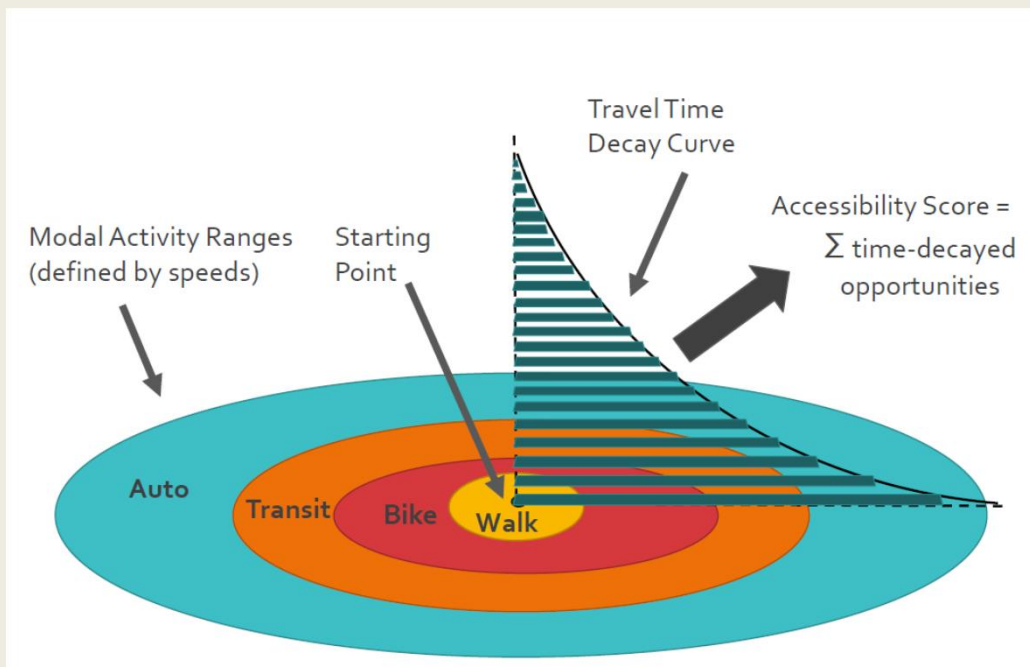 Travel Time
Decay Curve
Accessibility Score =
Σ time-decayed
opportunities
Modal Activity Ranges
(defined by speeds)
Starting
Point
Auto
Transit
Bike
Walk